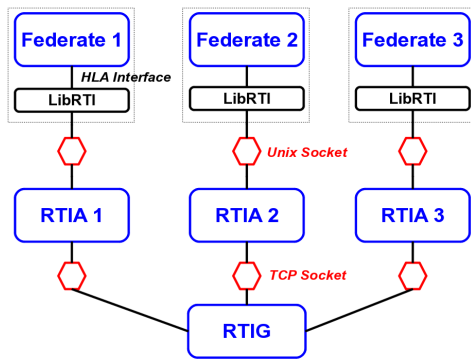 Federate 1
Federate 2
Federate 3
HLA Interface
LibRTI
LibRTI
LibRTI
Unix Socket
RTIA 1
RTIA 2
RTIA 3
TCP Socket
RTIG